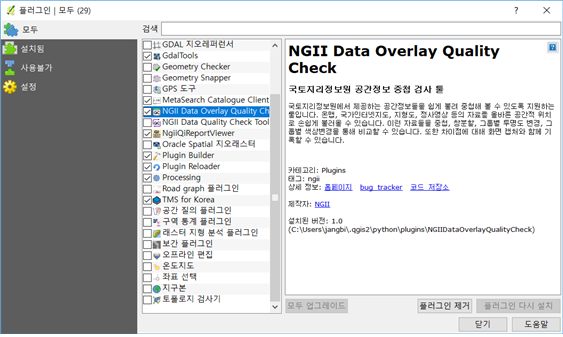 플러그인 | 모두 (29)
모두
설치됨
사용불가
설정
검색
GDAL 지오레퍼런서
GdalTools
Geometry Checker
Geometry Snapper
GPS 도구
MetaSearch Catalogue Client
NGII Data Overlay Quality Ch
NGII Data Quality Check Tool
NgiiQiReportViewer
Oracle Spatial 지오래스터
Plugin Builder
Plugin Reloader
Processing
Road graph 플러그인
TMS for Korea
공간 질의 플러그인
구역 통계 플러그인
래스터 지형 분석 플러그인
보간 플러그인
오프라인 편집
온도지도
좌표 선택
지구본
토폴로지 검사기
NGII Data Overlay Quality
Check
국토지리정보원 공간정보 중첩 검사 툴
국토지리정보원에서 제공하는 공간정보들을 쉽게 불러 중첩해 볼 수 있도록 지원하는
툴입니다. 온맵, 국가인터넷지도, 지형도, 정사영상 등의 자료를 올바른 공간적 위치
로 손쉽게 불러올 수 있습니다. 이런 자료들을 중첩, 창분할, 그룹별 투명도 변경, 그
룹별 색상변경을 통해 비교할 수 있습니다. 또한 차이점에 대해 화면 캡쳐와 함께 기
록할 수 있습니다.
카테고리: Plugins
태그: ngii
상세 정보: 홈페이지 bug tracker 코드 저장소
제작자: NGII
설치된 버전: 1.0
(C:\Users\jangbi\.qgis2\python\plugins\NGIIDataOverlayQualityCheck)
모두 업그레이드
플러그인 제거
플러그인 다시 설치
닫기
도움말